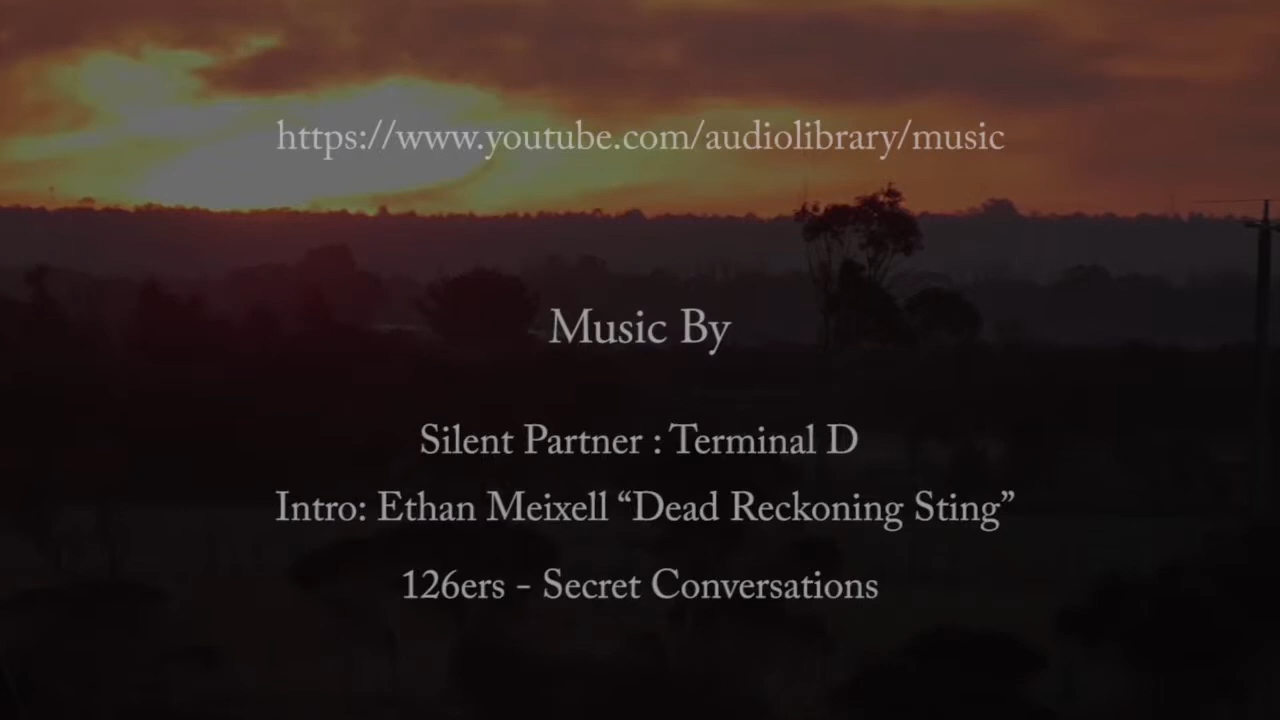 https://www.youtube.com/audiolibrary/music
Music By
Silent Partner : Terminal D
Intro: Ethan Meixell “Dead Reckoning Sting”
126ers - Secret Conversations